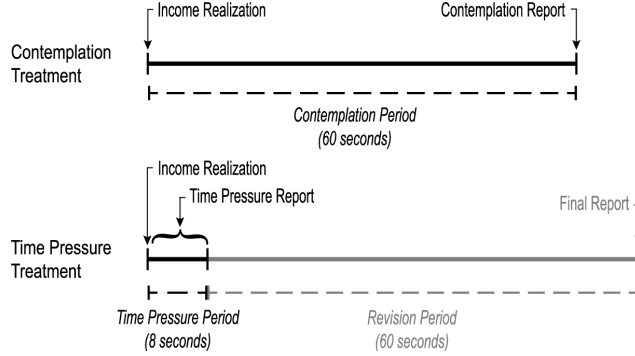 Income Realization
Contemplation Report
Contemplation
Treatment
Contemplation Period
(60 seconds)
Income Realization
Time Pressure Report
Final Report
Time Pressure
Treatment
Time Pressure Period
(8 seconds)
Revision Period
(60 seconds)